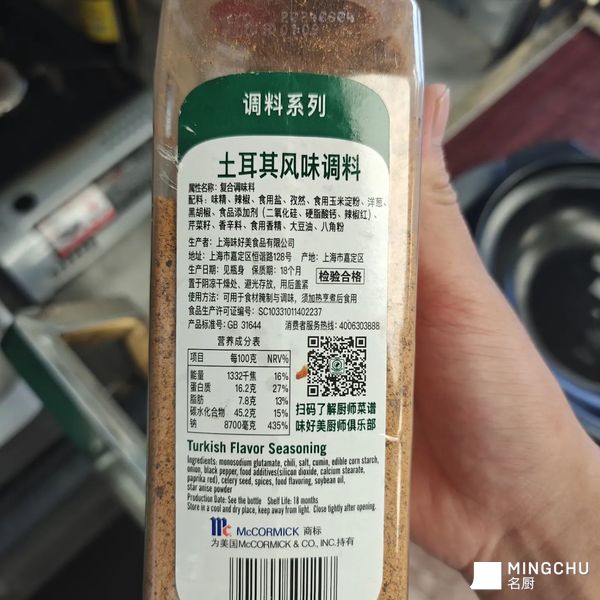 20240604
调料系列
土耳其风味调料
属性名称：复合调味料
配料：味精、辣椒、食用盐、孜然、食用玉米淀粉、洋葱、
黑胡椒、食品添加剂（二氧化硅、硬脂酸钙、辣椒红）、
芹菜籽、香辛料、食用香精、大豆油、八角粉
生产者：上海味好美食品有限公司
地址：上海市嘉定区恒谐路128号 产地：上海市嘉定区
生产日期：见瓶身 保质期：18个月
检验合格
置于阴凉干燥处、避光存放，用后盖紧
使用方法：可用于食材腌制与调味，须加热烹煮后食用
食品生产许可证编号：SC10331011402237
产品标准号：GB 31644 消费者服务热线：4006303888
营养成分表
项目 每100克 NRV%
能量 1332千焦 16%
蛋白质 16.2克 27%
脂肪 7.8克 13%
碳水化合物 45.2克 15%
钠 8700毫克 435%
扫码了解厨师菜谱
味好美厨师俱乐部
Turkish Flavor Seasoning
Ingredients: monosodium glutamate, chili, salt, cumin, edible corn starch,
onion, black pepper, food additives(silicon dioxide, calcium stearate,
paprika red), celery seed, spices, food flavoring, soybean oil,
star anise powder
Production Date: See the bottle Shelf Life: 18 months
Store in a cool and dry place, keep away from light. Close tightly after opening.
mc McCORMICK 商标
为美国McCORMICK & CO., INC.持有
MINGCHU
名厨